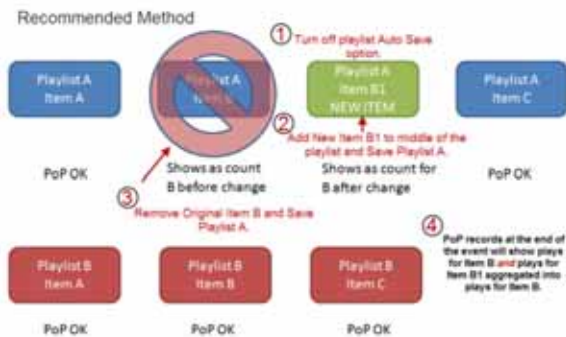 Recommended Method
① Turn off playlist Auto Save
option.
Playlist A
Item A
Playlist A
Playlist A
Item B1
NEW ITEM
Playlist A
Item C
② Add New Item B1 to middle of the
playlist and Save Playlist A.
PoP OK
Shows as count
B before change
Shows as count for
B after change
PoP OK
③ Remove Original Item B and Save
Playlist A.
④ PoP records at the end of
the event will show plays
for Item B and plays for
Item B1 aggregated into
plays for Item B.
Playlist B
Item A
Playlist B
Item B
Playlist B
Item C
PoP OK
PoP OK
PoP OK